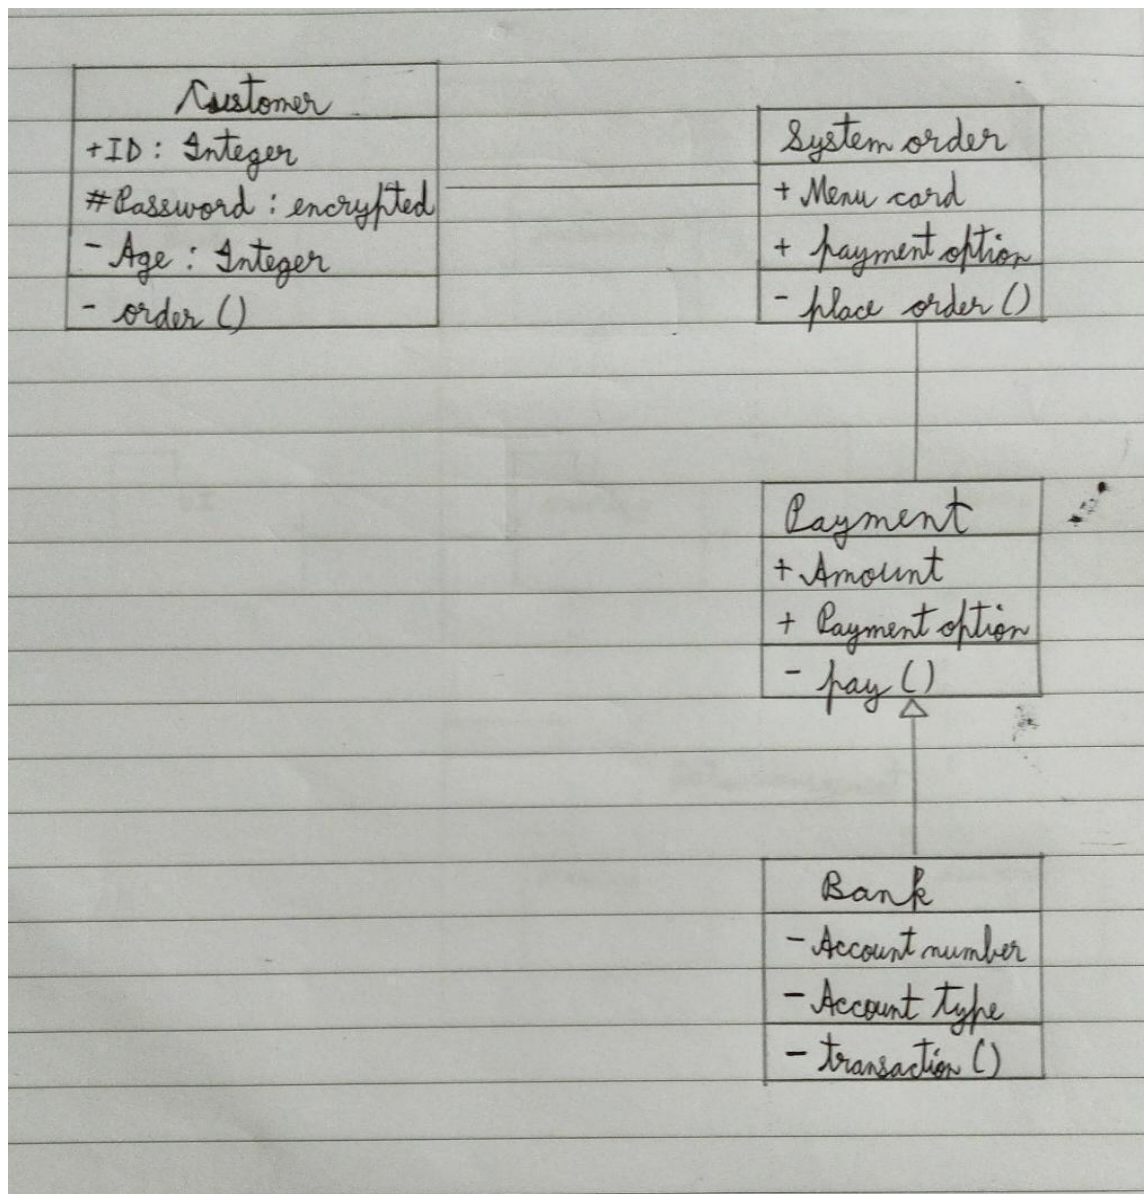 Customer
+ID : Integer
#Password : encrypted
- Age : Integer
- order ()
System order
+ Menu card
+ payment option
- place order ()
Payment
+ Amount
+ Payment option
- pay ()
Bank
- Account number
- Account type
- transaction ()